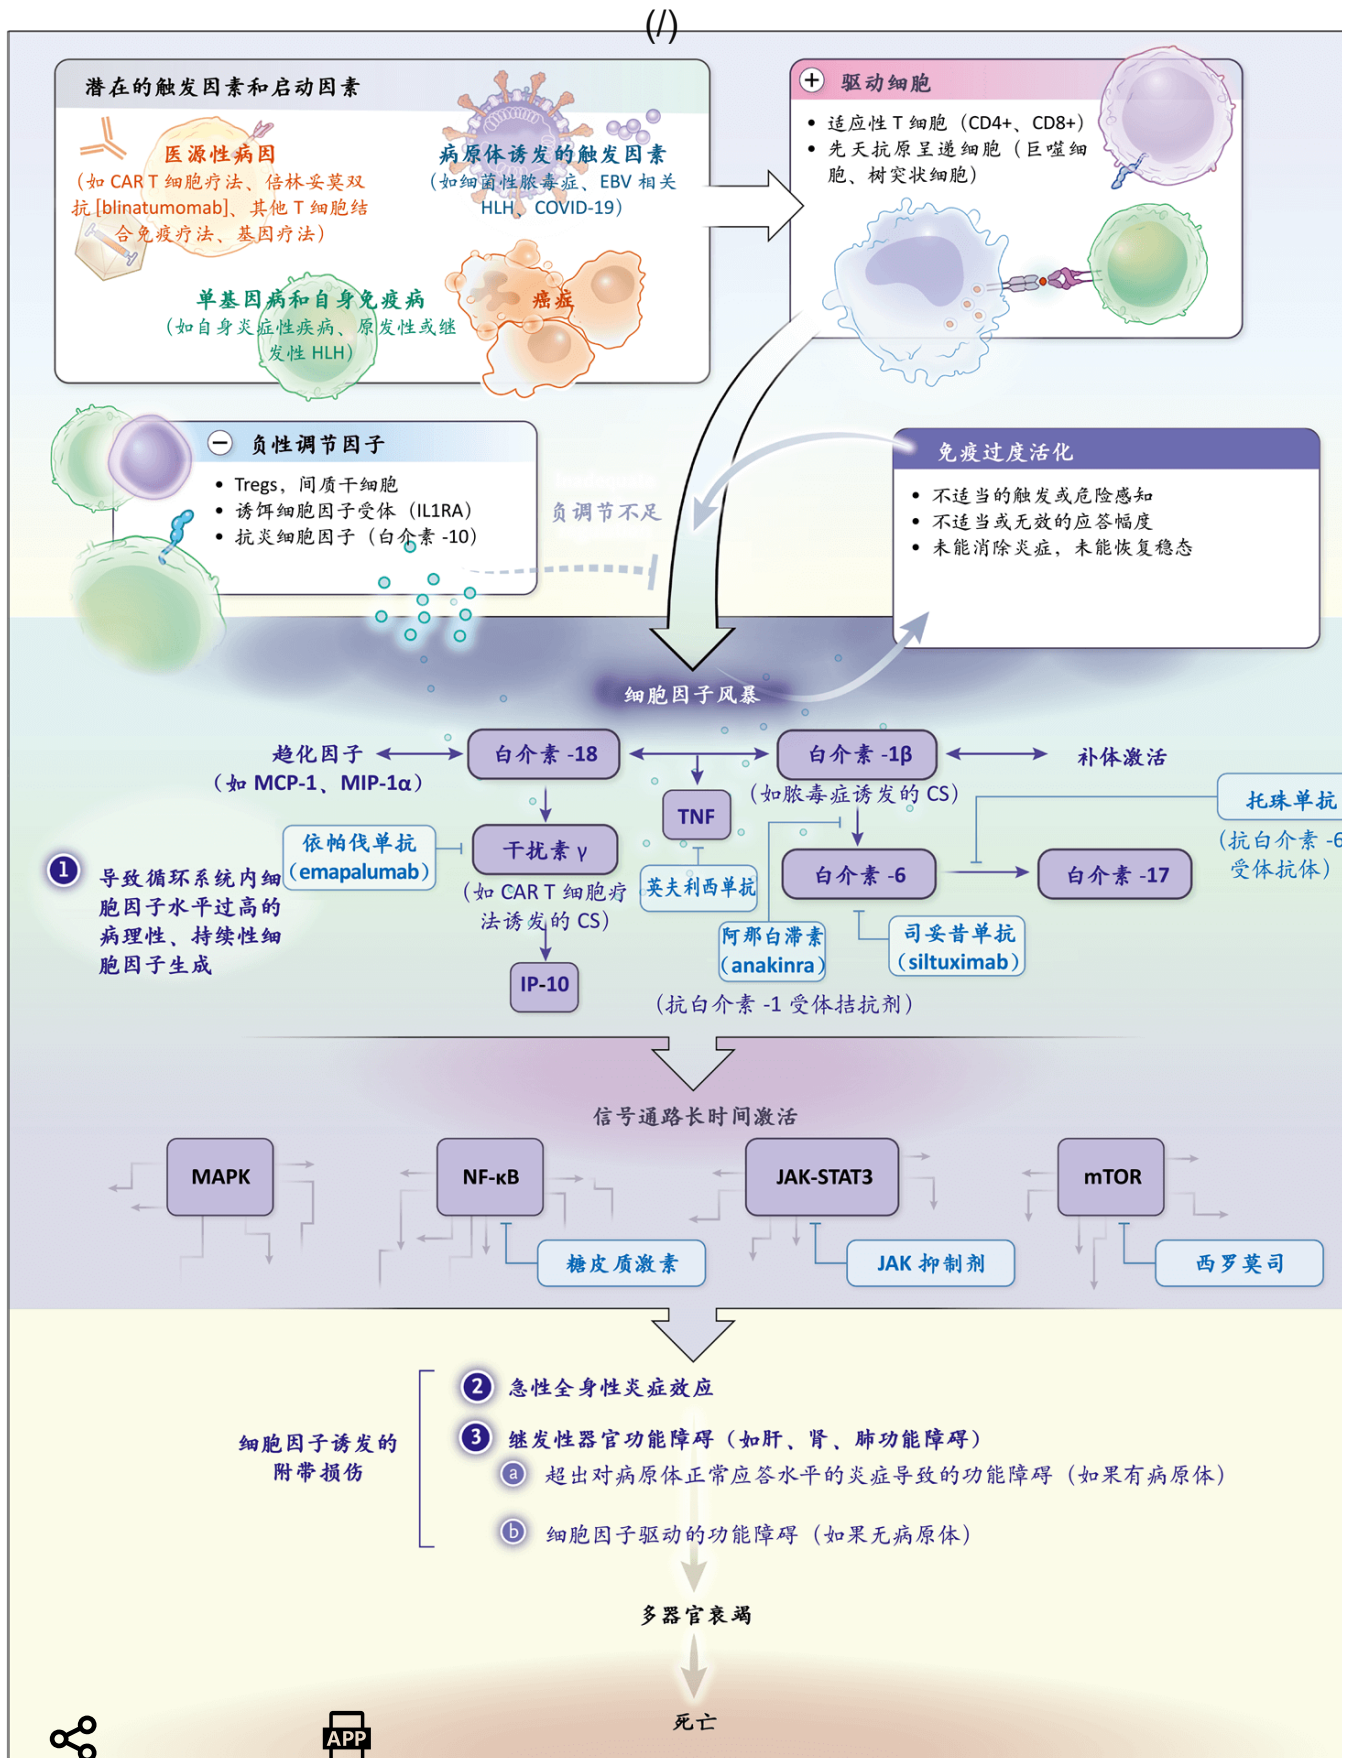 (/)
潜在的触发因素和启动因素
医源性病因
（如 CAR T 细胞疗法、倍林妥莫双
抗 [blinatumomab]、其他 T 细胞结
合免疫疗法、基因疗法）
病原体诱发的触发因素
（如细菌性脓毒症、EBV 相关
HLH、COVID-19）
单基因病和自身免疫病
（如自身炎症性疾病、原发性或继
发性 HLH）
癌症
+ 驱动细胞
• 适应性 T 细胞（CD4+、CD8+）
• 先天抗原呈递细胞（巨噬细
胞、树突状细胞）
− 负性调节因子
• Tregs，间质干细胞
• 诱饵细胞因子受体（IL1RA）
• 抗炎细胞因子（白介素 -10）
负调节不足
免疫过度活化
• 不适当的触发或危险感知
• 不适当或无效的应答幅度
• 未能消除炎症，未能恢复稳态
细胞因子风暴
趋化因子
（如 MCP-1、MIP-1α）
白介素 -18
白介素 -1β
（如脓毒症诱发的 CS）
补体激活
TNF
托珠单抗
（抗白介素 -6
受体抗体）
依帕伐单抗
（emapalumab）
干扰素 γ
（如 CAR T 细胞疗
法诱发的 CS）
英夫利西单抗
白介素 -6
白介素 -17
1 导致循环系统内细
胞因子水平过高的
病理性、持续性细
胞因子生成
阿那白滞素
（anakinra）
（抗白介素 -1 受体拮抗剂）
司妥昔单抗
（siltuximab）
IP-10
信号通路长时间激活
MAPK
NF-κB
JAK-STAT3
mTOR
糖皮质激素
JAK 抑制剂
西罗莫司
细胞因子诱发的
附带损伤
2 急性全身性炎症效应
3 继发性器官功能障碍（如肝、肾、肺功能障碍）
a 超出对病原体正常应答水平的炎症导致的功能障碍（如果有病原体）
b 细胞因子驱动的功能障碍（如果无病原体）
多器官衰竭
死亡
APP